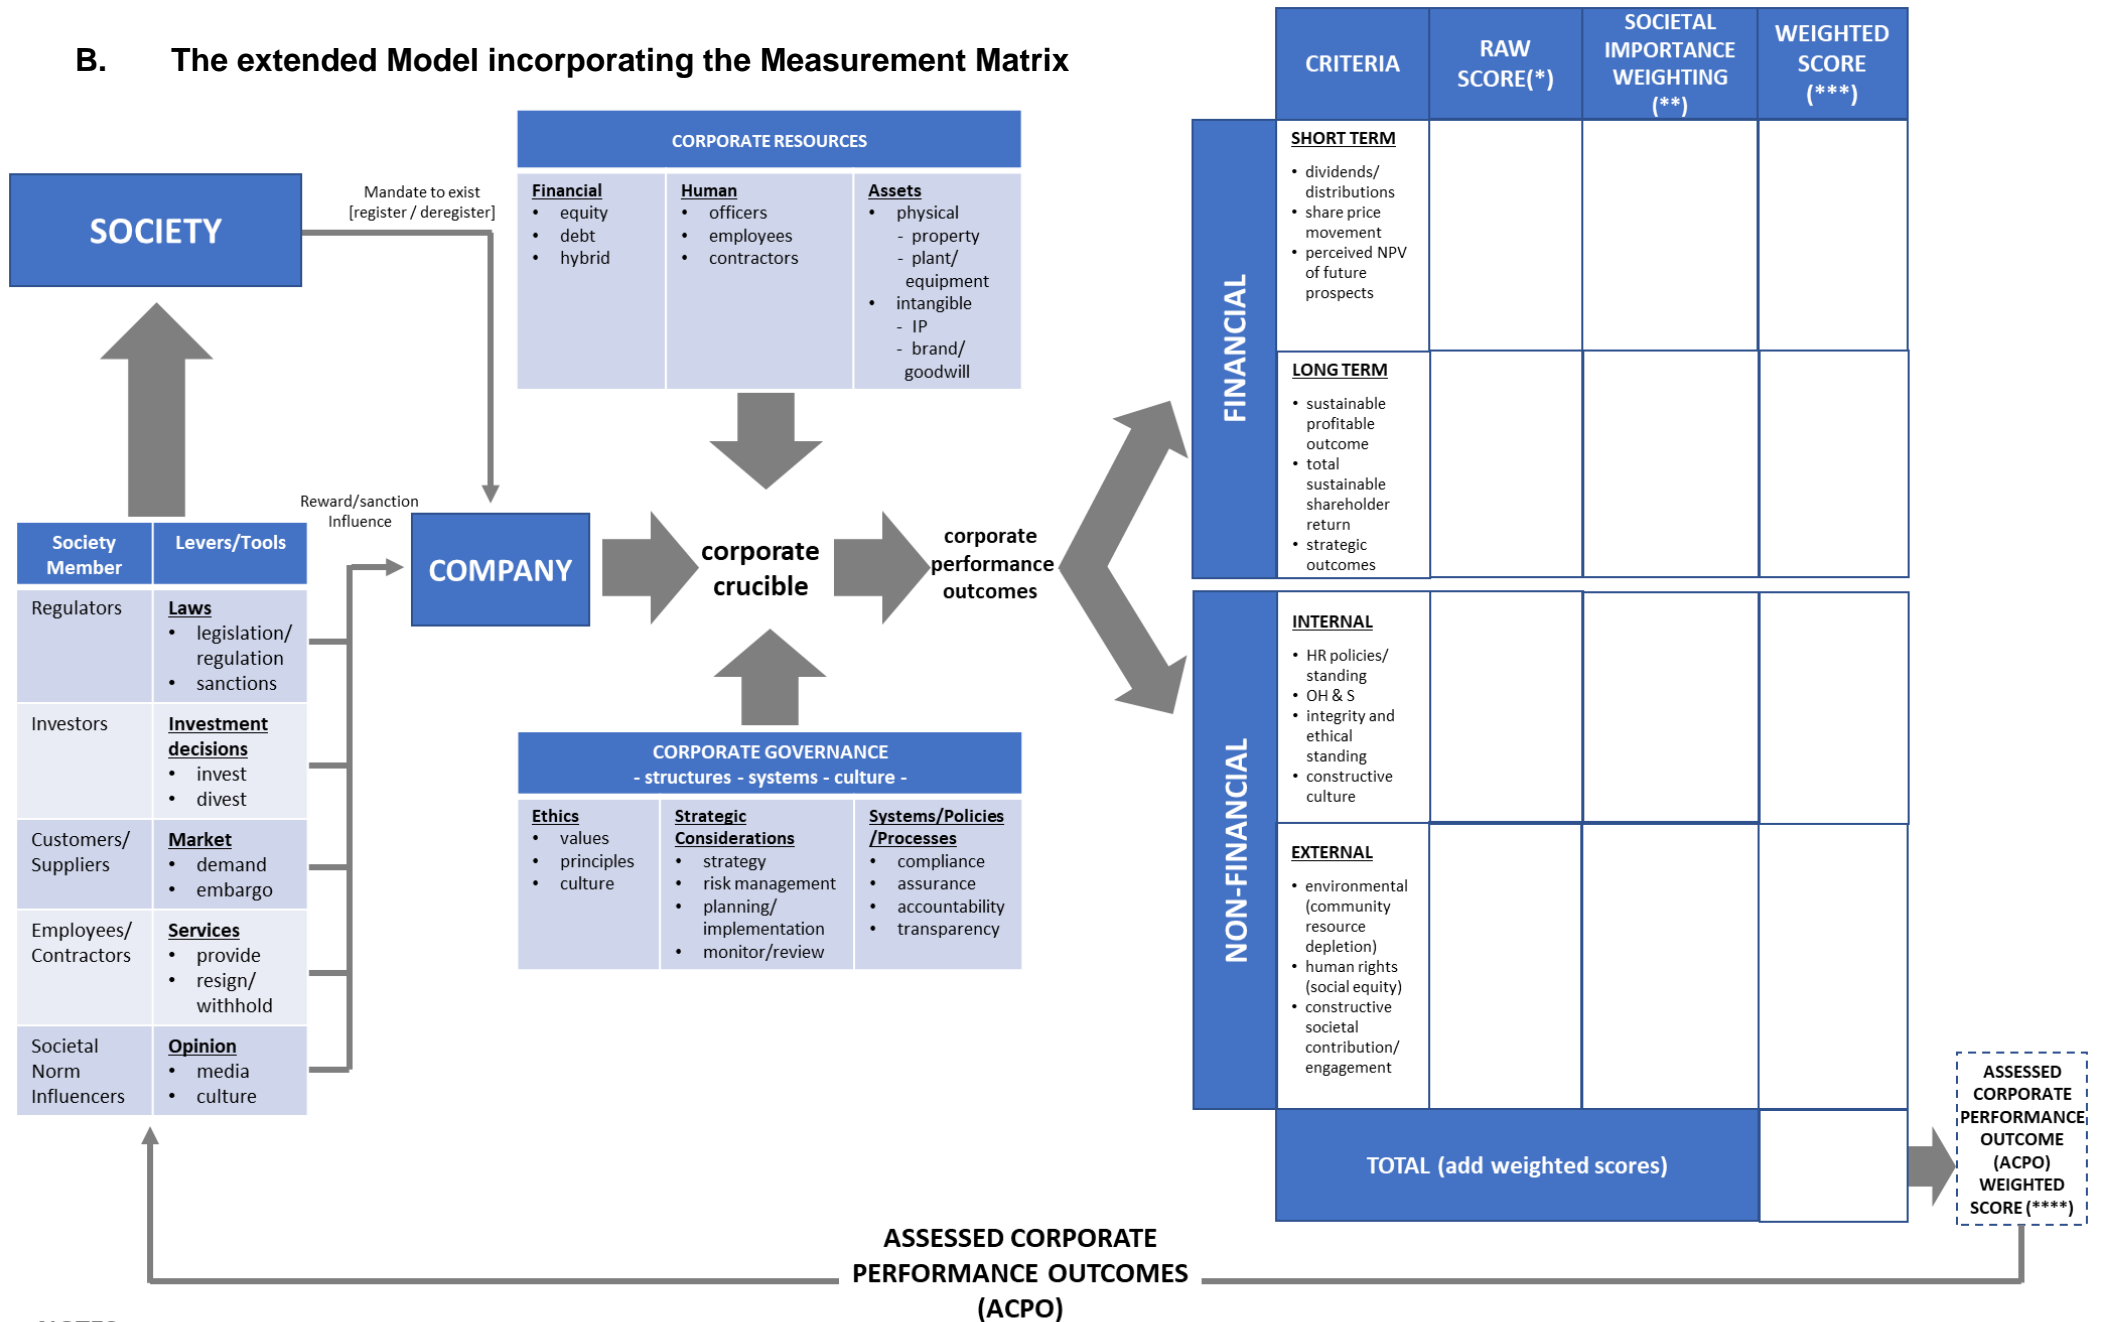 B. The extended Model incorporating the Measurement Matrix
SOCIETY
Mandate to exist
[register / deregister]
CORPORATE RESOURCES
Financial
• equity
• debt
• hybrid
Human
• officers
• employees
• contractors
Assets
• physical
- property
- plant/
equipment
• intangible
- IP
- brand/
goodwill
Society
Member
Levers/Tools
Regulators
Laws
• legislation/
regulation
• sanctions
Investors
Investment
decisions
• invest
• divest
Customers/
Suppliers
Market
• demand
• embargo
Employees/
Contractors
Services
• provide
• resign/
withhold
Societal
Norm
Influencers
Opinion
• media
• culture
Reward/sanction
Influence
COMPANY
corporate
crucible
corporate
performance
outcomes
CORPORATE GOVERNANCE
- structures - systems - culture -
Ethics
• values
• principles
• culture
Strategic
Considerations
• strategy
• risk management
• planning/
implementation
• monitor/review
Systems/Policies
/Processes
• compliance
• assurance
• accountability
• transparency
CRITERIA
RAW
SCORE(*)
SOCIETAL
IMPORTANCE
WEIGHTING
(**)
WEIGHTED
SCORE
(***)
FINANCIAL
SHORT TERM
• dividends/
distributions
• share price
movement
• perceived NPV
of future
prospects
LONG TERM
• sustainable
profitable
outcome
• total
sustainable
shareholder
return
• strategic
outcomes
NON-FINANCIAL
INTERNAL
• HR policies/
standing
• OH & S
• integrity and
ethical
standing
• constructive
culture
EXTERNAL
• environmental
(community
resource
depletion)
• human rights
(social equity)
• constructive
societal
contribution/
engagement
TOTAL (add weighted scores)
ASSESSED
CORPORATE
PERFORMANCE
OUTCOME
(ACPO)
WEIGHTED
SCORE (****)
ASSESSED CORPORATE
PERFORMANCE OUTCOMES
(ACPO)